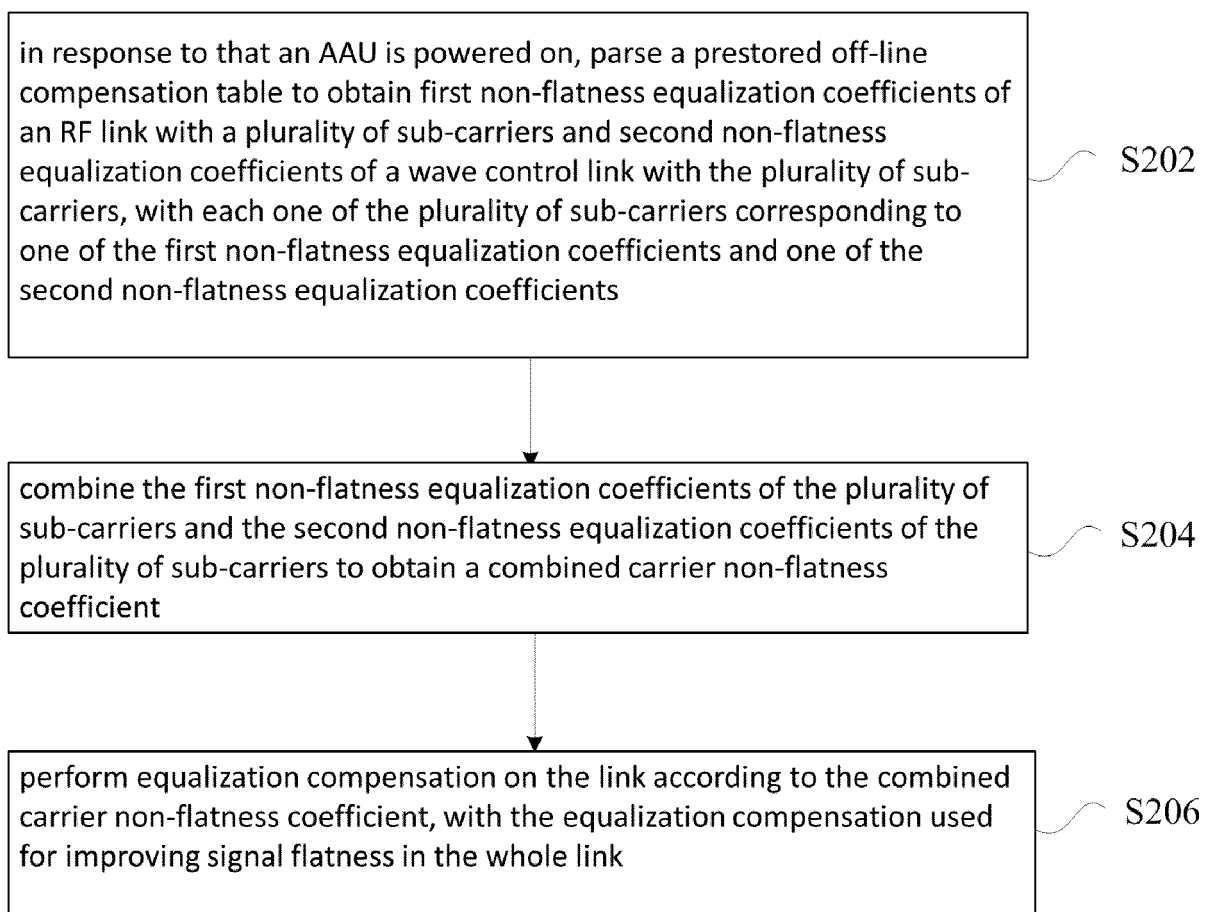 in response to that an AAU is powered on, parse a prestored off-line
compensation table to obtain first non-flatness equalization coefficients of
an RF link with a plurality of sub-carriers and second non-flatness
equalization coefficients of a wave control link with the plurality of sub-
carriers, with each one of the plurality of sub-carriers corresponding to
one of the first non-flatness equalization coefficients and one of the
second non-flatness equalization coefficients
S202
combine the first non-flatness equalization coefficients of the plurality of
sub-carriers and the second non-flatness equalization coefficients of the
plurality of sub-carriers to obtain a combined carrier non-flatness
coefficient
S204
perform equalization compensation on the link according to the combined
carrier non-flatness coefficient, with the equalization compensation used
for improving signal flatness in the whole link
S206